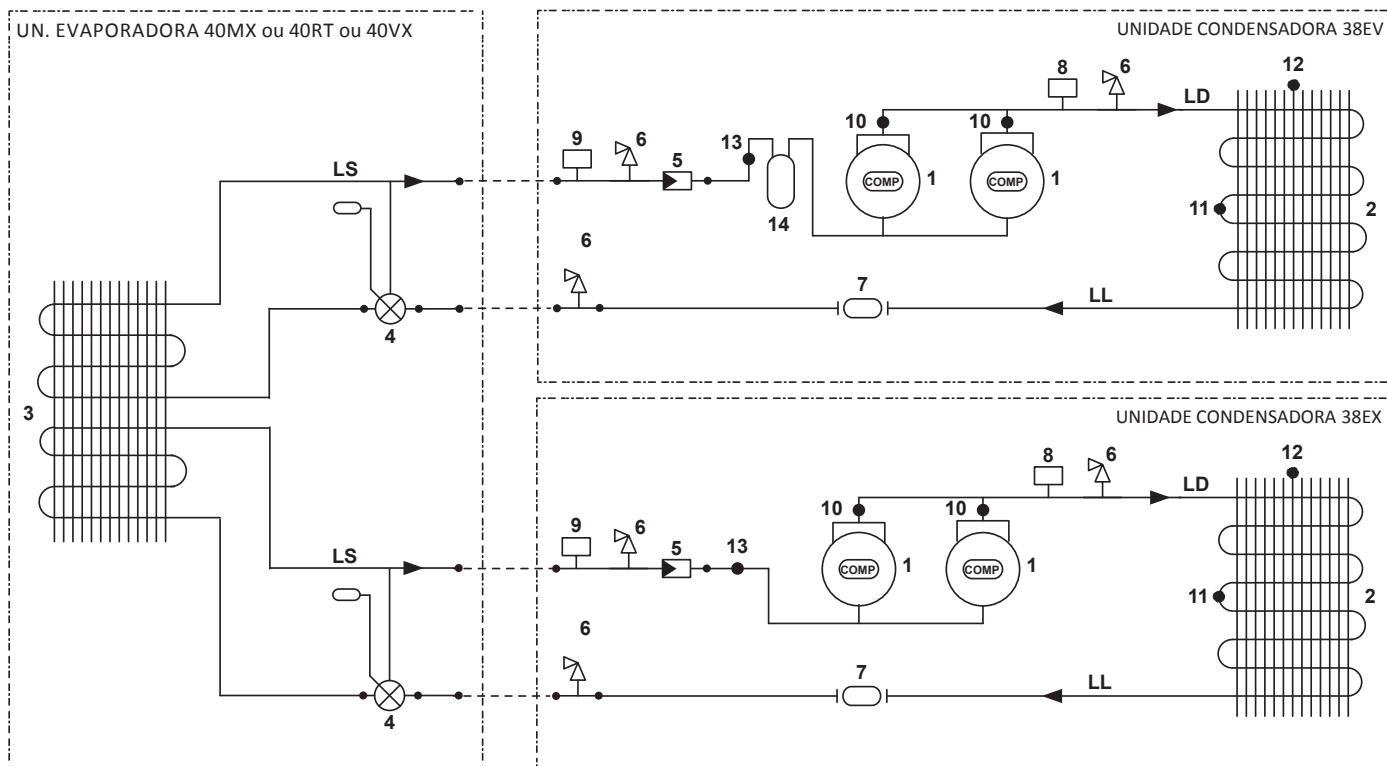 UN. EVAPORADORA 40MX ou 40RT ou 40VX
UNIDADE CONDENSADORA 38EV
12
8
6
LD
10
10
9
6
5
13
LS
COMP
1
COMP
1
14
11
2
6
7
LL
4
3
UNIDADE CONDENSADORA 38EX
12
8
6
LD
10
10
9
6
5
13
LS
COMP
1
COMP
1
11
2
6
7
LL
4